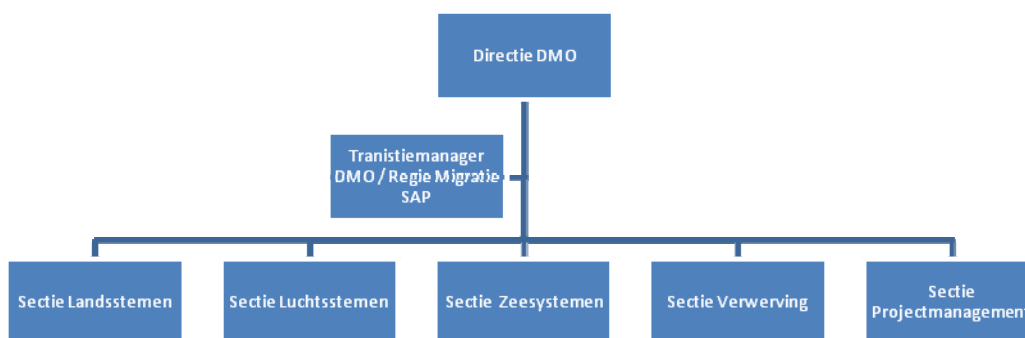 Directie DMO
Tranistiemanager
DMO / Regie Migratie
SAP
Sectie Landsstemen
Sectie Luchtsstemen
Sectie Zeesystemen
Sectie Verwerving
Sectie
Projectmanagement